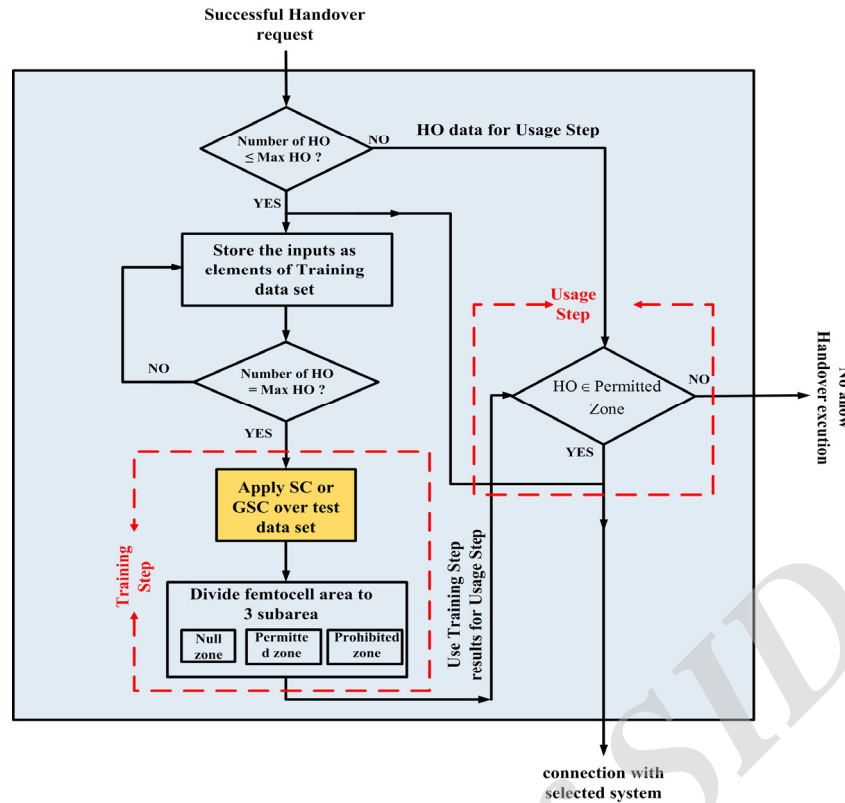 Successful Handover
request
Number of HO
≤ Max HO ?
NO
HO data for Usage Step
YES
Store the inputs as
elements of Training
data set
Usage
Step
NO
Number of HO
= Max HO ?
HO ∈ Permitted
Zone
NO
No allow
Handover excution
YES
YES
Apply SC or
GSC over test
data set
Training
Step
Use Training Step
results for Usage Step
Divide femtocell area to
3 subarea
Null
zone
Permitte
d zone
Prohibited
zone
connection with
selected system
SID